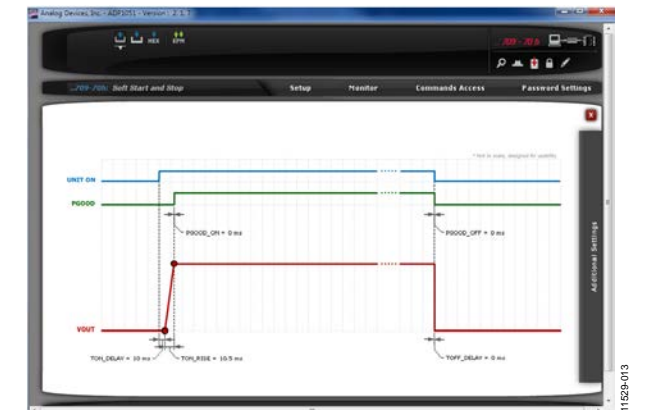 Analog Devices, Inc. - ADP1051 - Version : 2. 1. 7
HEX
EPM
70h: Soft Start and Stop
Setup
Monitor
Commands Access
Password Settings
* Not to scale, designed for usability.
UNIT ON
PGOOD
PGOOD_ON = 0 ms
PGOOD_OFF = 0 ms
VOUT
TON_DELAY = 10 ms
TON_RISE = 10.5 ms
TOFF_DELAY = 0 ms
Additional Settings
11529-013